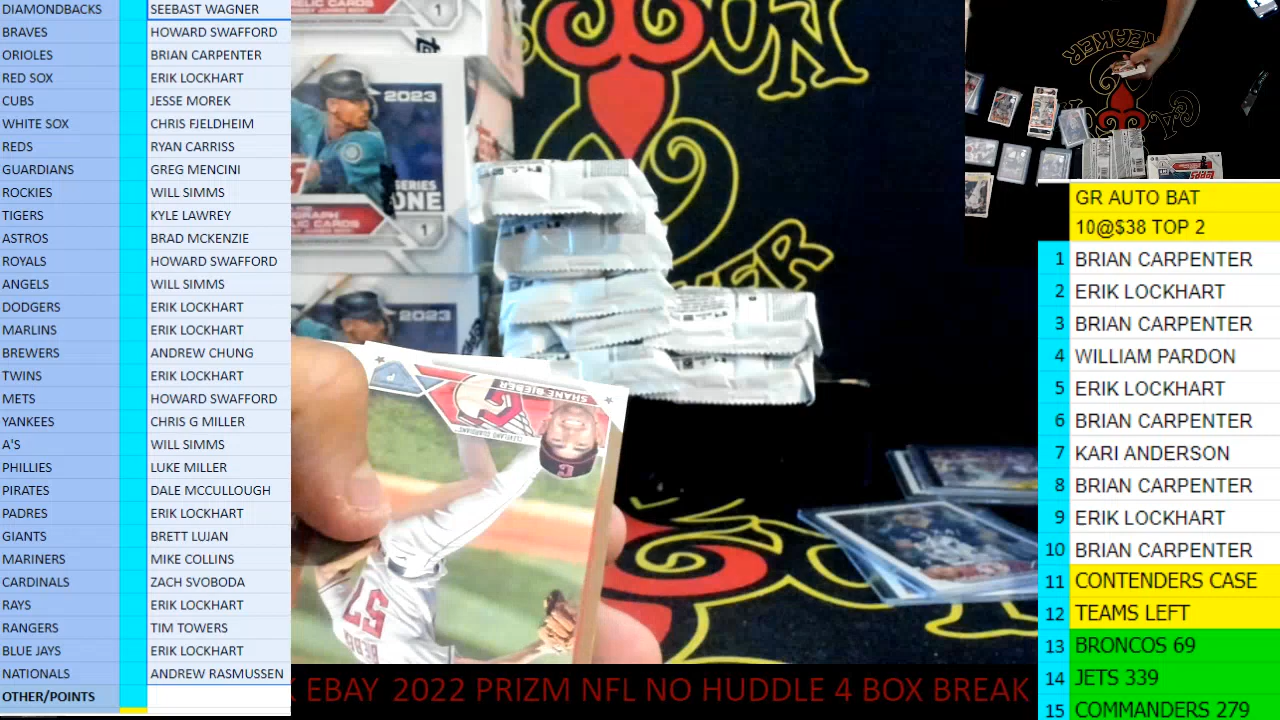 DIAMONDBACKS SEEBAST WAGNER
BRAVES HOWARD SWAFFORD
ORIOLES BRIAN CARPENTER
RED SOX ERIK LOCKHART
CUBS JESSE MOREK
WHITE SOX CHRIS FJELDHEIM
REDS RYAN CARRISS
GUARDIANS GREG MENCINI
ROCKIES WILL SIMMS
TIGERS KYLE LAWREY
ASTROS BRAD MCKENZIE
ROYALS HOWARD SWAFFORD
ANGELS WILL SIMMS
DODGERS ERIK LOCKHART
MARLINS ERIK LOCKHART
BREWERS ANDREW CHUNG
TWINS ERIK LOCKHART
METS HOWARD SWAFFORD
YANKEES CHRIS G MILLER
A'S WILL SIMMS
PHILLIES LUKE MILLER
PIRATES DALE MCCULLOUGH
PADRES ERIK LOCKHART
GIANTS BRETT LUJAN
MARINERS MIKE COLLINS
CARDINALS ZACH SVOBODA
RAYS ERIK LOCKHART
RANGERS TIM TOWERS
BLUE JAYS ERIK LOCKHART
NATIONALS ANDREW RASMUSSEN
OTHER/POINTS
2023
SERIES
ONE
1
2023
SHANE BIEBER
CLEVELAND GUARDIANS
P
57
EBAY 2022 PRIZM NFL NO HUDDLE 4 BOX BREAK
GR AUTO BAT
10@$38 TOP 2
1 BRIAN CARPENTER
2 ERIK LOCKHART
3 BRIAN CARPENTER
4 WILLIAM PARDON
5 ERIK LOCKHART
6 BRIAN CARPENTER
7 KARI ANDERSON
8 BRIAN CARPENTER
9 ERIK LOCKHART
10 BRIAN CARPENTER
11 CONTENDERS CASE
12 TEAMS LEFT
13 BRONCOS 69
14 JETS 339
15 COMMANDERS 279